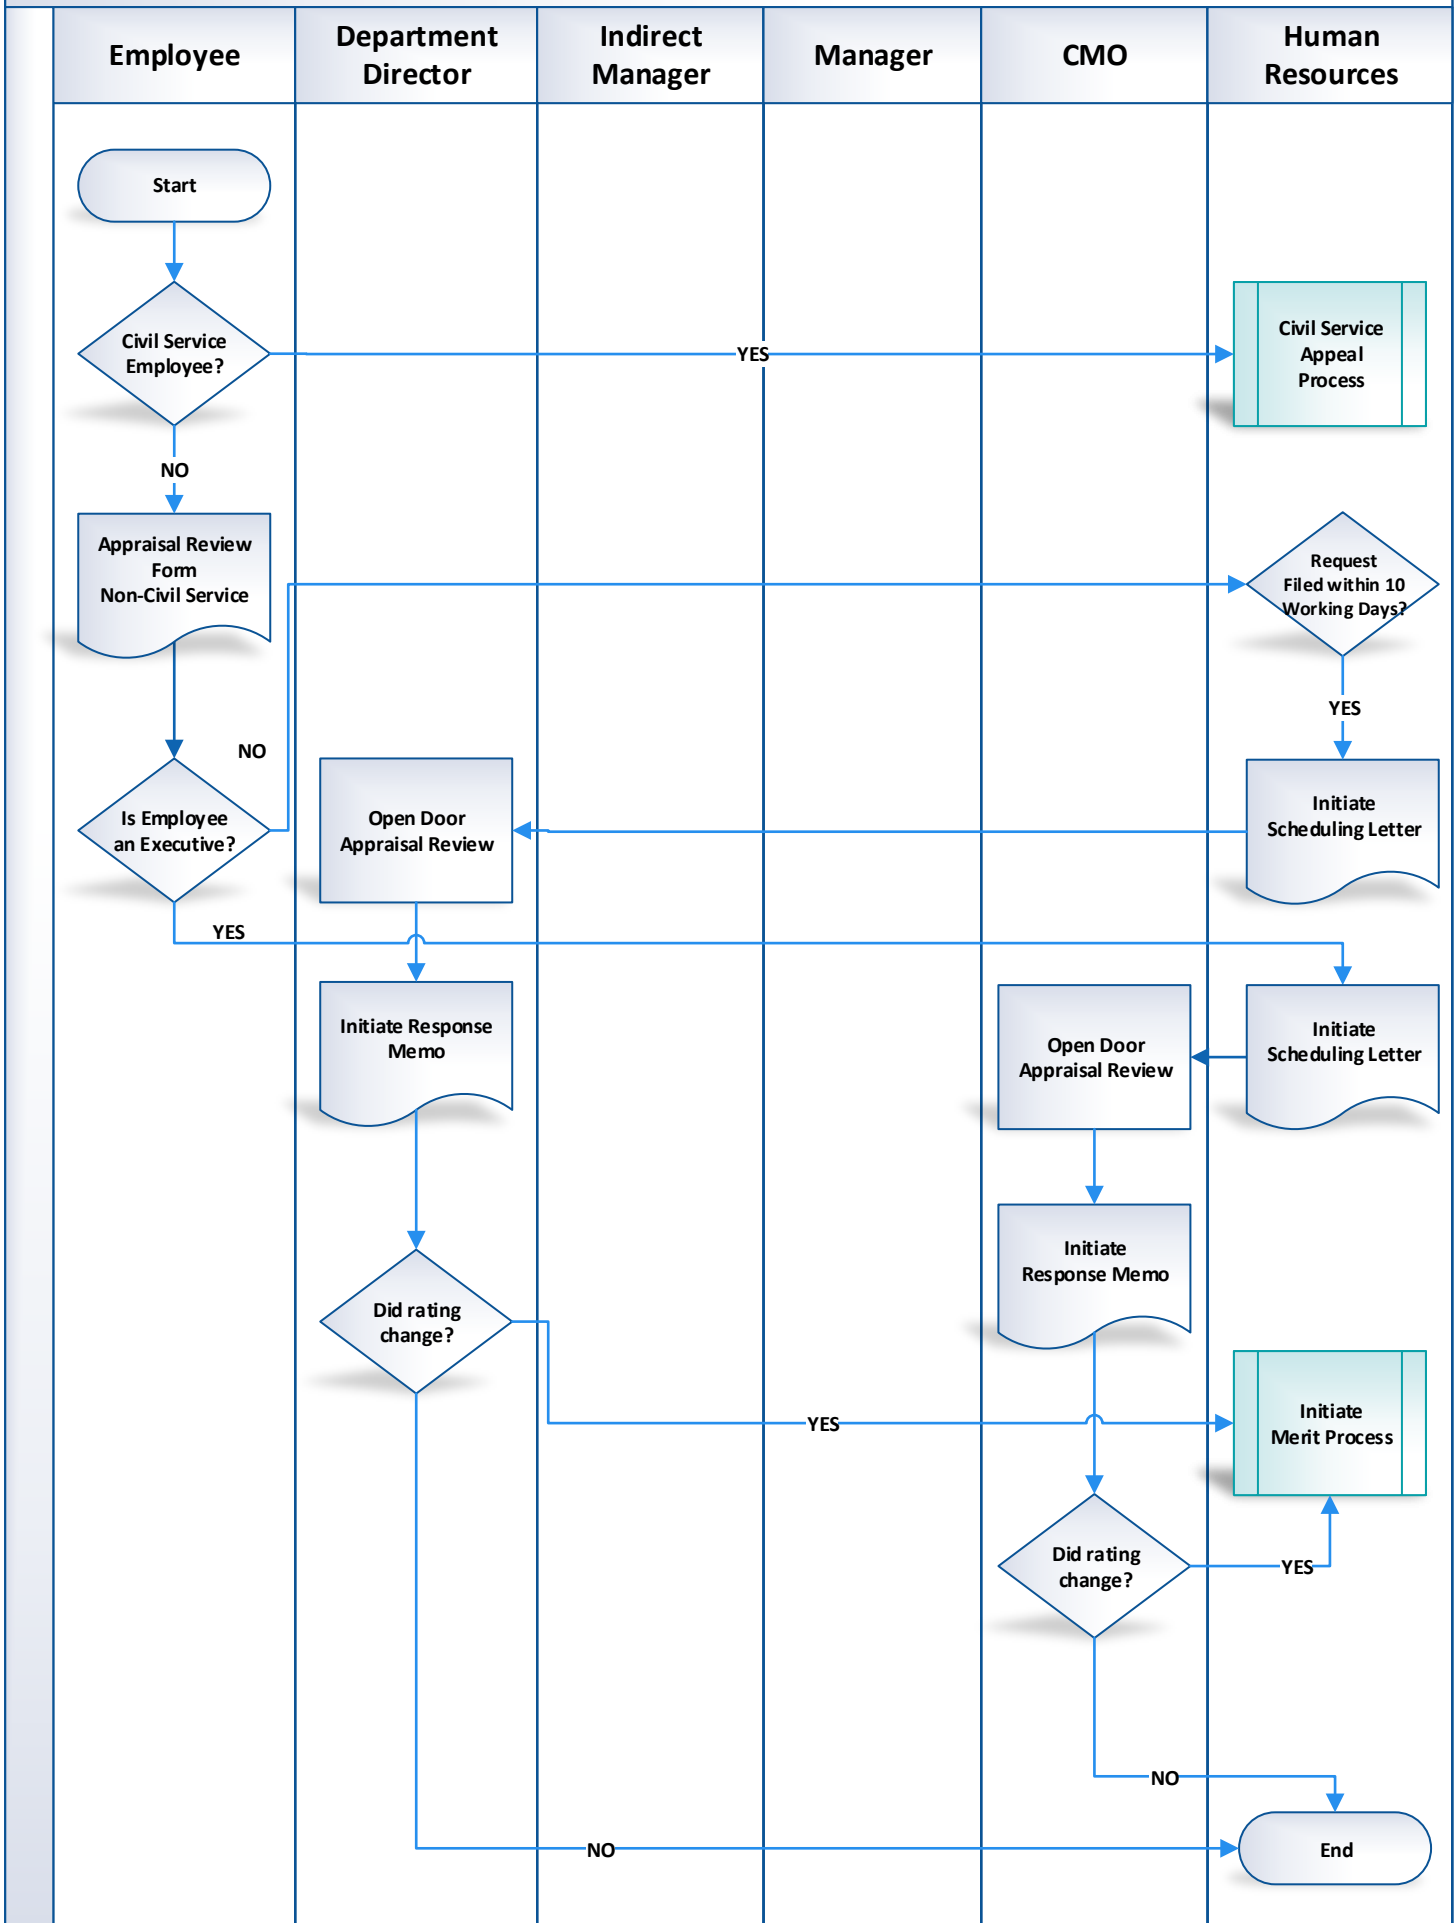 Employee
Department
Director
Indirect
Manager
Manager
CMO
Human
Resources
Start
Civil Service
Employee?
YES
Civil Service
Appeal
Process
NO
Appraisal Review
Form
Non-Civil Service
Request
Filed within 10
Working Days?
YES
NO
Is Employee
an Executive?
Open Door
Appraisal Review
Initiate
Scheduling Letter
YES
Initiate Response
Memo
Open Door
Appraisal Review
Initiate
Scheduling Letter
Initiate
Response Memo
Did rating
change?
YES
Initiate
Merit Process
Did rating
change?
YES
NO
NO
End